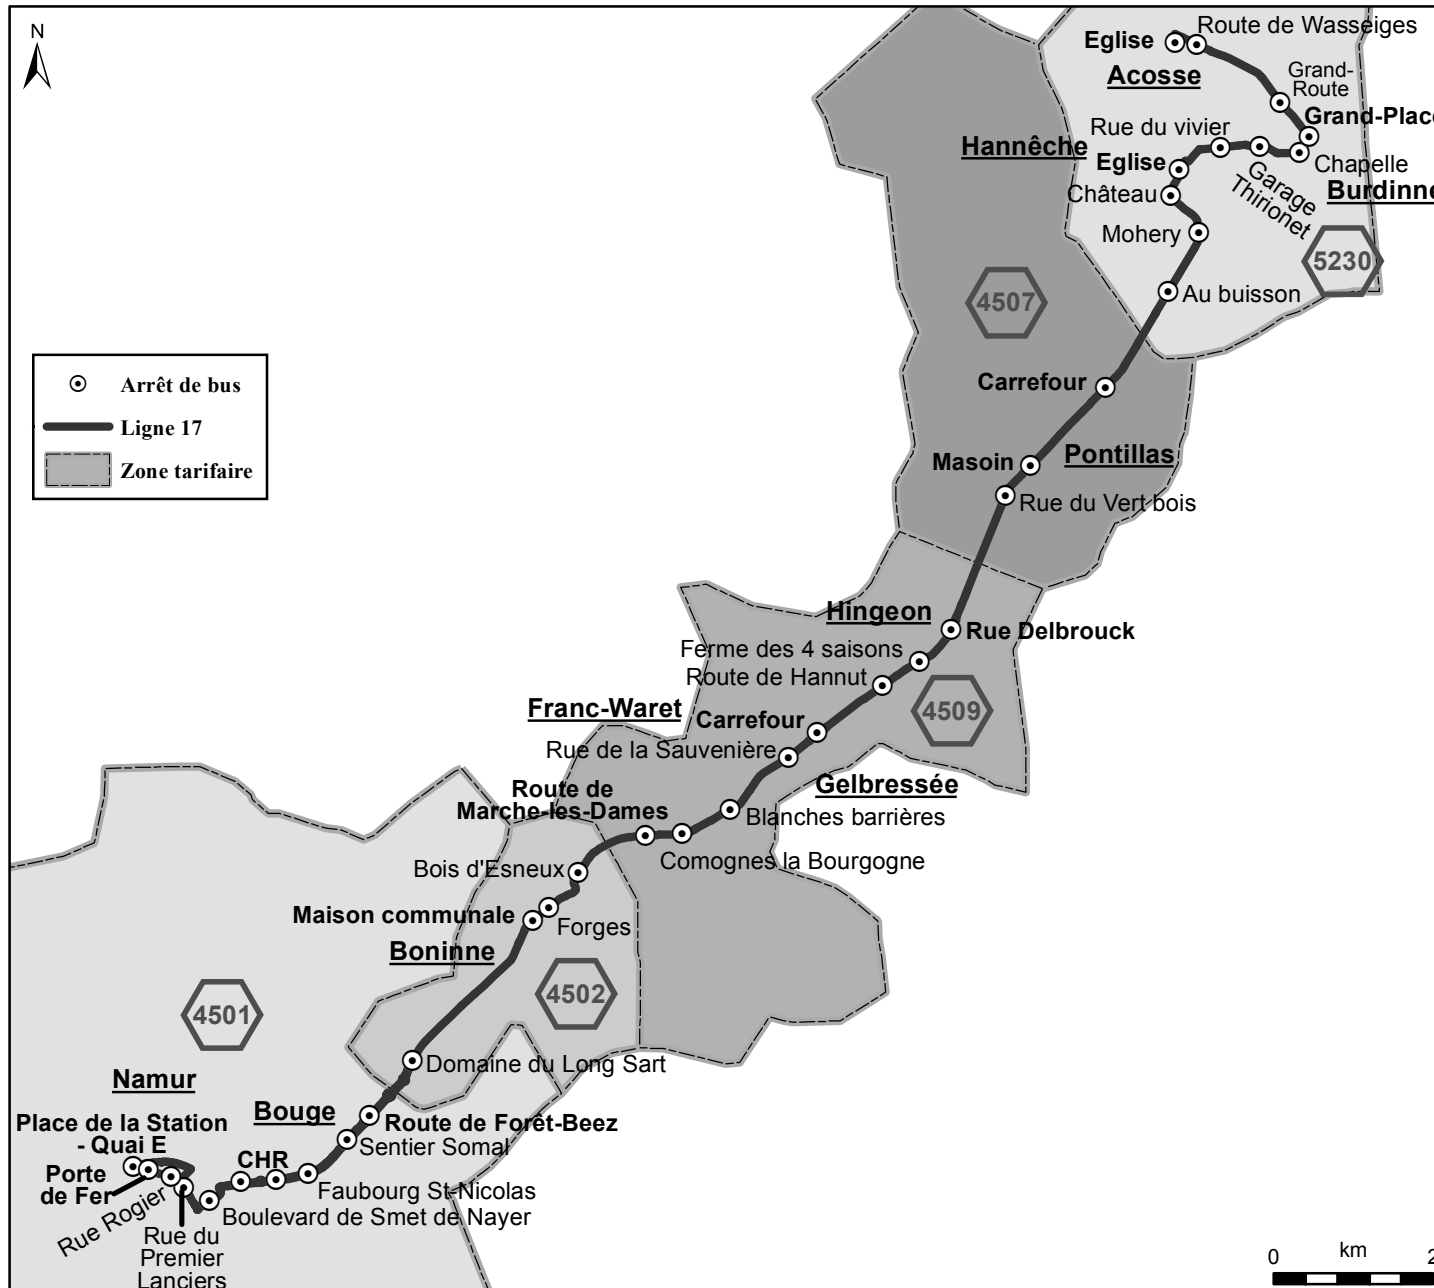 N
Eglise
Route de Wasseiges
Acosse
Grand-
Route
Grand-Place
Rue du vivier
Hannêche
Eglise
Chapelle
Garage
Thirionet
Burdinne
Château
Mohery
5230
4507
Au buisson
Arrêt de bus
Ligne 17
Zone tarifaire
Carrefour
Masoin
Pontillas
Rue du Vert bois
Hingeon
Rue Delbrouck
Ferme des 4 saisons
Route de Hannut
4509
Franc-Waret
Carrefour
Rue de la Sauvenière
Gelbressée
Route de
Marche-les-Dames
Blanches barrières
Comognes la Bourgogne
Bois d'Esneux
Maison communale
Forges
Boninne
4502
4501
Domaine du Long Sart
Namur
Bouge
Route de Forêt-Beez
Place de la Station
- Quai E
Sentier Somal
CHR
Porte
de Fer
Faubourg St-Nicolas
Rue Rogier
Boulevard de Smet de Nayer
Rue du
Premier
Lanciers
0 km 2